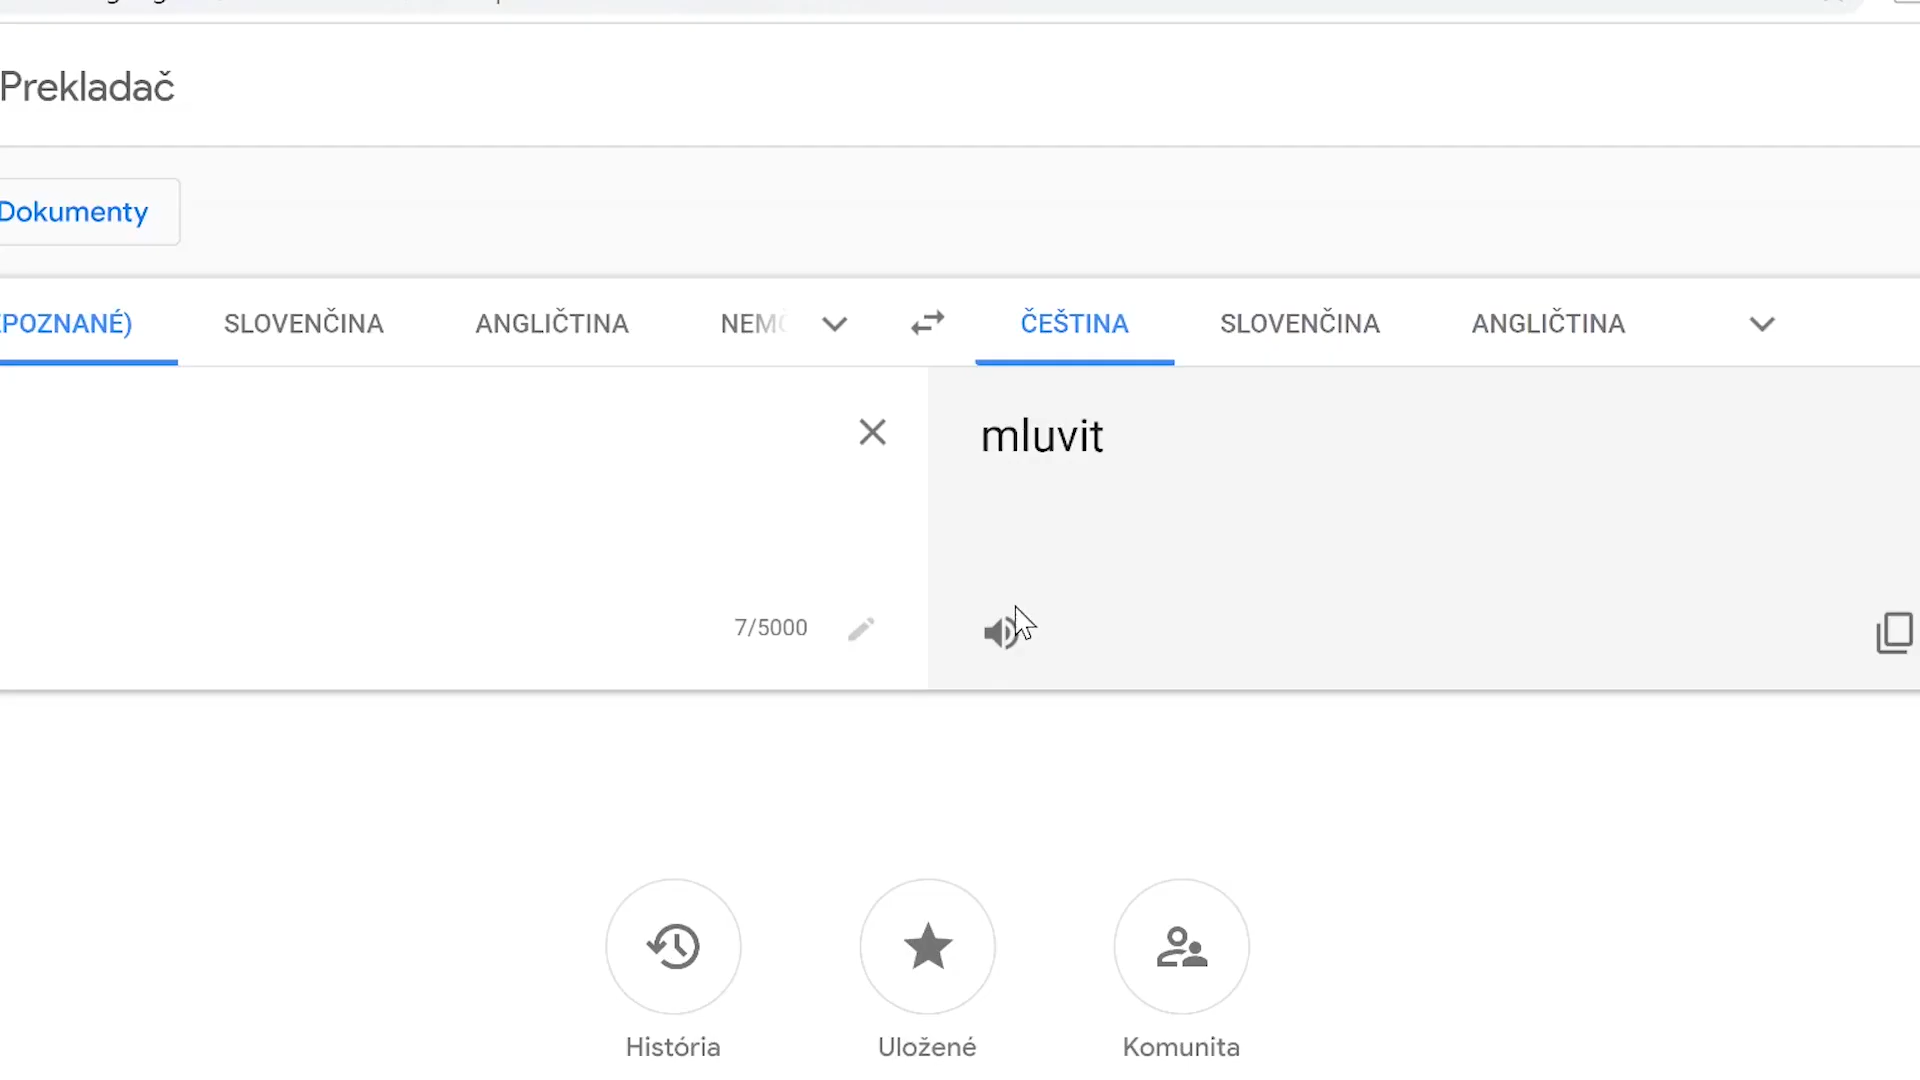 Prekladač
Dokumenty
POZNANÉ) SLOVENČINA ANGLIČTINA ČEŠTINA SLOVENČINA ANGLIČTINA
mluvit
7/5000
História Uložené Komunita